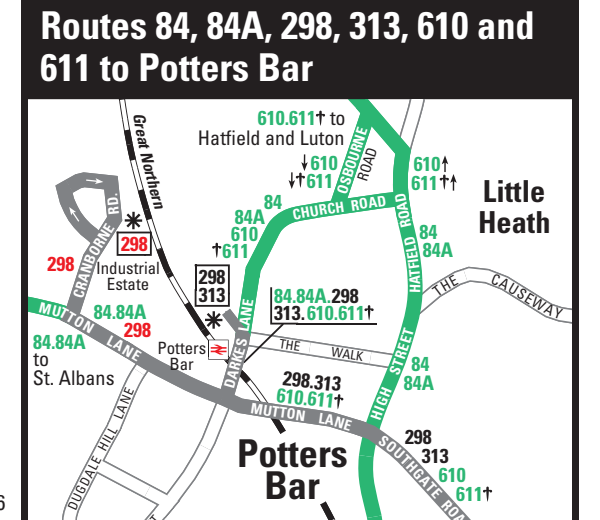 Routes 84, 84A, 298, 313, 610 and
611 to Potters Bar
610.611† to
Hatfield and Luton
Great Northern
OSBOURNE
ROAD
↓610
↓†611
610↑
611†↑
Little
Heath
84
84A
610
†611
CHURCH ROAD
HATFIELD ROAD
84
84A
CRANBORNE RD.
298
298
Industrial
Estate
298
313
THE CAUSEWAY
MUTTON LANE
84.84A
298
84.84A.298
313.610.611†
84.84A
to
St. Albans
Potters
Bar
DARKES LANE
THE WALK
HIGH STREET
84
84A
298.313
610.611†
MUTTON LANE
DUGDALE HILL LANE
Potters
Bar
SOUTHGATE ROA
298
313
610
611†
6
T